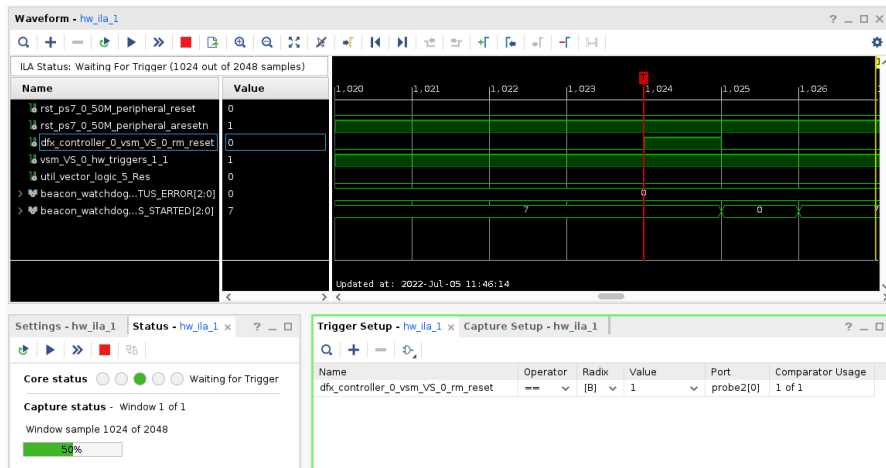 Waveform - hw_ila_1
ILA Status: Waiting For Trigger (1024 out of 2048 samples)
Name Value
1,020 1,021 1,022 1,023 1,024 1,025 1,026
T
rst_ps7_0_50M_peripheral_reset 0
rst_ps7_0_50M_peripheral_aresetn 1
dfx_controller_0_vsm_VS_0_rm_reset 0
vsm_VS_0_hw_triggers_1_1 1
util_vector_logic_5_Res 0
beacon_watchdog...TUS_ERROR[2:0] 0 0
beacon_watchdog...S_STARTED[2:0] 7 7 0 7
Updated at: 2022-Jul-05 11:46:14
Settings - hw_ila_1 Status - hw_ila_1
Core status Waiting for Trigger
Capture status - Window 1 of 1
Window sample 1024 of 2048
50%
Trigger Setup - hw_ila_1 Capture Setup - hw_ila_1
Name Operator Radix Value Port Comparator Usage
dfx_controller_0_vsm_VS_0_rm_reset == [B] 1 probe2[0] 1 of 1